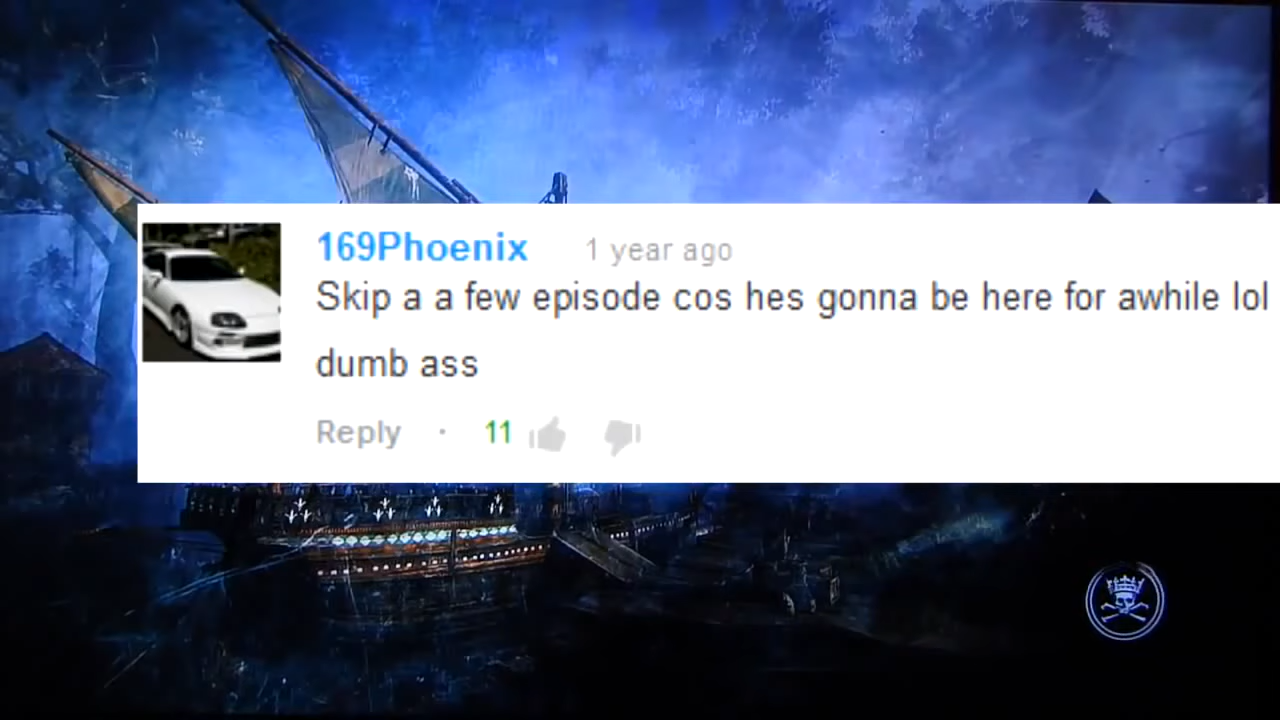 169Phoenix 1 year ago
Skip a a few episode cos hes gonna be here for awhile lol
dumb ass
Reply · 11